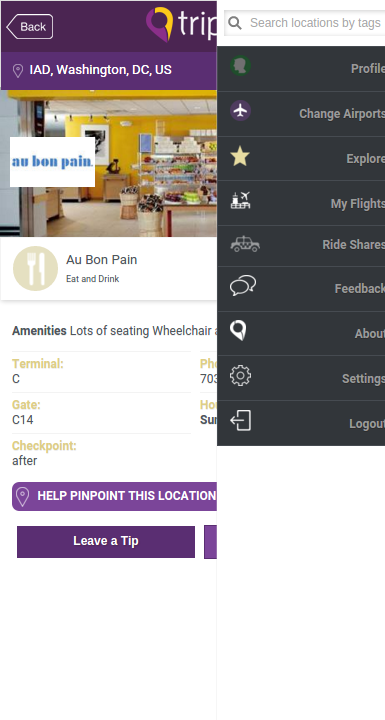 Back
trip
Search locations by tags
IAD, Washington, DC, US
au bon pain.
Au Bon Pain
Eat and Drink
Amenities Lots of seating Wheelchair a
Terminal:
C
Pho
703
Gate:
C14
Hou
Sun
Checkpoint:
after
HELP PINPOINT THIS LOCATION
Leave a Tip
Profile
Change Airports
Explore
My Flights
Ride Shares
Feedback
About
Settings
Logout